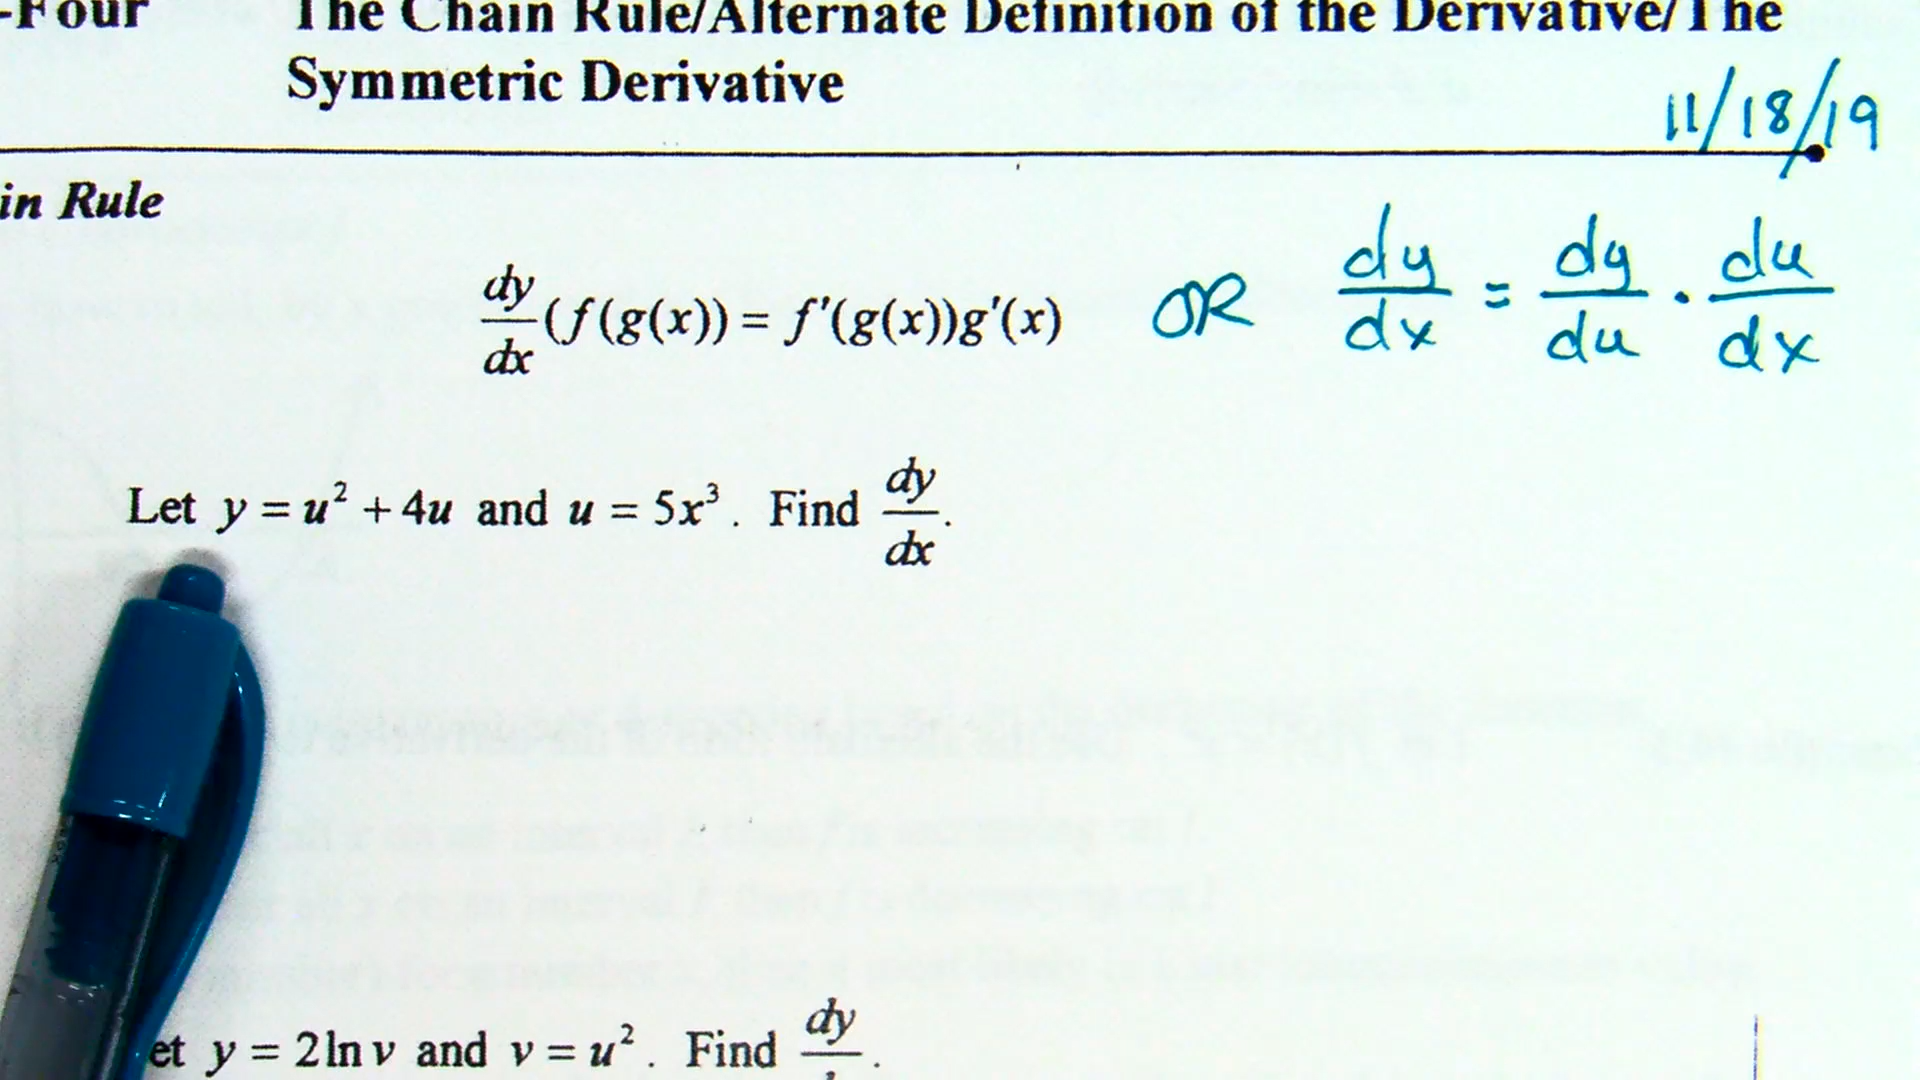 -Four The Chain Rule/Alternate Definition of the Derivative/The
Symmetric Derivative
11/18/19
in Rule
dy/dx (f(g(x)) = f'(g(x))g'(x) OR dy/dx = dy/du · du/dx
Let y = u² + 4u and u = 5x³. Find dy/dx.
et y = 2ln v and v = u². Find dy